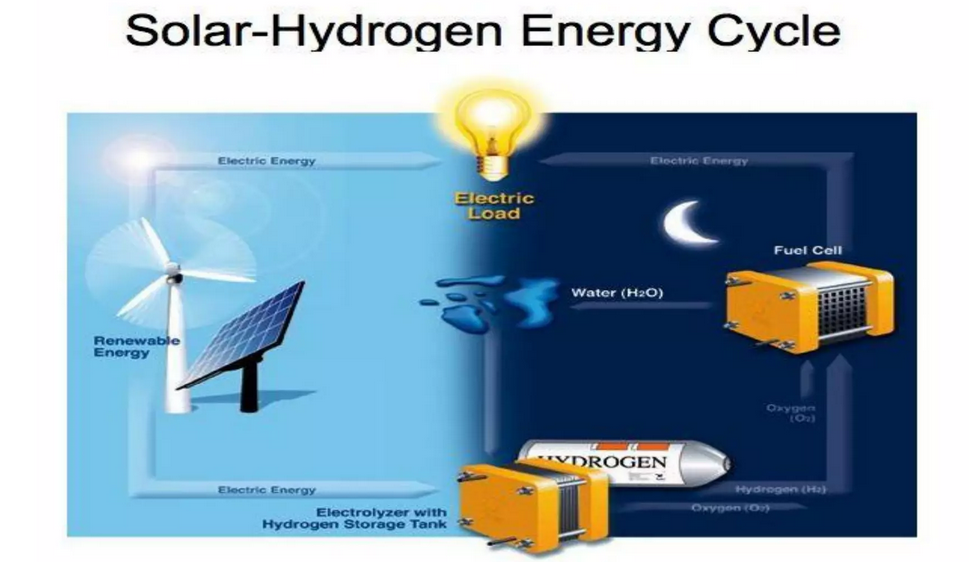 Solar-Hydrogen Energy Cycle
Electric Energy
Electric Energy
Electric
Load
Fuel Cell
Water (H2O)
Renewable
Energy
Oxygen
(O2)
HYDROGEN
Electric Energy
Hydrogen (H2)
Oxygen (O2)
Electrolyzer with
Hydrogen Storage Tank